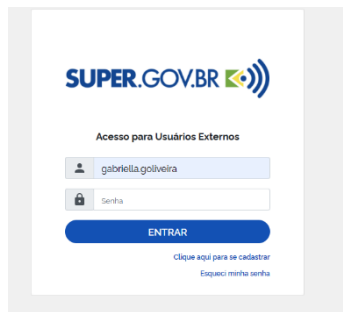 SUPER.GOV.BR
Acesso para Usuários Externos
gabriella.goliveira
Senha
ENTRAR
Clique aqui para se cadastrar
Esqueci minha senha